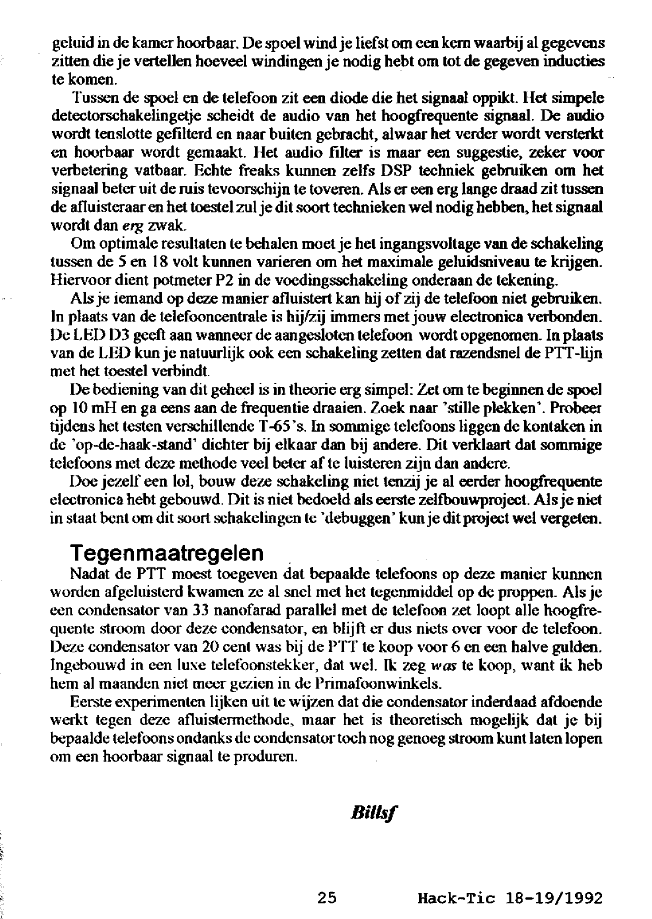 geluid in de kamer hoorbaar. De spoel wind je liefst om een kern waarbij al gegevens
zitten die je vertellen hoeveel windingen je nodig hebt om tot de gegeven inducties
te komen.
Tussen de spoel en de telefoon zit een diode die het signaal oppikt. Het simpele
detectorschakelingetje scheidt de audio van het hoogfrequente signaal. De audio
wordt tenslotte gefilterd en naar buiten gebracht, alwaar het verder wordt versterkt
en hoorbaar wordt gemaakt. Het audio filter is maar een suggestie, zeker voor
verbetering vatbaar. Echte freaks kunnen zelfs DSP techniek gebruiken om het
signaal beter uit de ruis tevoorschijn te toveren. Als er een erg lange draad zit tussen
de afluisteraar en het toestel zul je dit soort technieken wel nodig hebben, het signaal
wordt dan erg zwak.
Om optimale resultaten te behalen moet je het ingangsvoltage van de schakeling
tussen de 5 en 18 volt kunnen varieren om het maximale geluidsniveau te krijgen.
Hiervoor dient potmeter P2 in de voedingsschakeling onderaan de tekening.
Als je iemand op deze manier afluistert kan hij of zij de telefoon niet gebruiken.
In plaats van de telefooncentrale is hij/zij immers met jouw electronica verbonden.
De LED D3 geeft aan wanneer de aangesloten telefoon wordt opgenomen. In plaats
van de LED kun je natuurlijk ook een schakeling zetten dat razendsnel de PTT-lijn
met het toestel verbindt.
De bediening van dit geheel is in theorie erg simpel: Zet om te beginnen de spoel
op 10 mH en ga eens aan de frequentie draaien. Zoek naar 'stille plekken'. Probeer
tijdens het testen verschillende T-65's. In sommige telefoons liggen de kontaken in
de 'op-de-haak-stand' dichter bij elkaar dan bij andere. Dit verklaart dat sommige
telefoons met deze methode veel beter af te luisteren zijn dan andere.
Doe jezelf een lol, bouw deze schakeling niet tenzij je al eerder hoogfrequente
electronica hebt gebouwd. Dit is niet bedoeld als eerste zelfbouwproject. Als je niet
in staat bent om dit soort schakelingen te 'debuggen' kun je dit project wel vergeten.
Tegenmaatregelen
Nadat de PTT moest toegeven dat bepaalde telefoons op deze manier kunnen
worden afgeluisterd kwamen ze al snel met het tegenmiddel op de proppen. Als je
een condensator van 33 nanofarad parallel met de telefoon zet loopt alle hoogfre-
quente stroom door deze condensator, en blijft er dus niets over voor de telefoon.
Deze condensator van 20 cent was bij de PTT te koop voor 6 en een halve gulden.
Ingebouwd in een luxe telefoonstekker, dat wel. Ik zeg was te koop, want ik heb
hem al maanden niet meer gezien in de Primafoonwinkels.
Eerste experimenten lijken uit te wijzen dat die condensator inderdaad afdoende
werkt tegen deze afluistermethode, maar het is theoretisch mogelijk dat je bij
bepaalde telefoons ondanks de condensator toch nog genoeg stroom kunt laten lopen
om een hoorbaar signaal te produren.
Billsf
25 Hack-Tic 18-19/1992